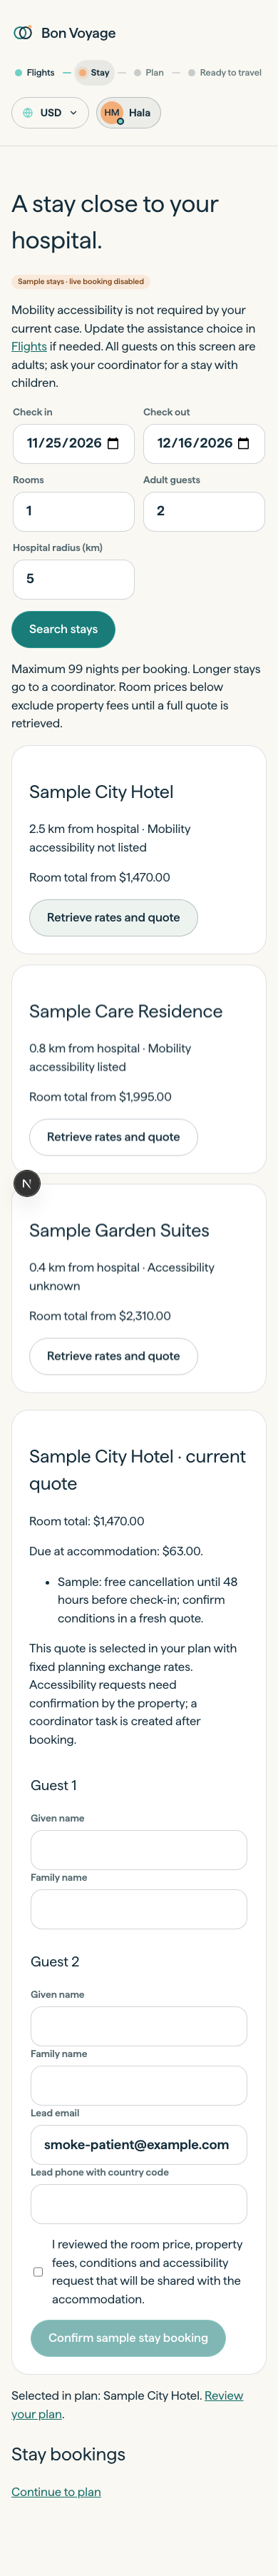 Bon Voyage
Flights Stay Plan Ready to travel
USD HM Hala
A stay close to your
hospital.
Sample stays · live booking disabled
Mobility accessibility is not required by your
current case. Update the assistance choice in
Flights if needed. All guests on this screen are
adults; ask your coordinator for a stay with
children.
Check in Check out
11/25/2026 12/16/2026
Rooms Adult guests
1 2
Hospital radius (km)
5
Search stays
Maximum 99 nights per booking. Longer stays
go to a coordinator. Room prices below
exclude property fees until a full quote is
retrieved.
Sample City Hotel
2.5 km from hospital · Mobility
accessibility not listed
Room total from $1,470.00
Retrieve rates and quote
Sample Care Residence
0.8 km from hospital · Mobility
accessibility listed
Room total from $1,995.00
Retrieve rates and quote
N
Sample Garden Suites
0.4 km from hospital · Accessibility
unknown
Room total from $2,310.00
Retrieve rates and quote
Sample City Hotel · current
quote
Room total: $1,470.00
Due at accommodation: $63.00.
• Sample: free cancellation until 48
hours before check-in; confirm
conditions in a fresh quote.
This quote is selected in your plan with
fixed planning exchange rates.
Accessibility requests need
confirmation by the property; a
coordinator task is created after
booking.
Guest 1
Given name
Family name
Guest 2
Given name
Family name
Lead email
smoke-patient@example.com
Lead phone with country code
I reviewed the room price, property
fees, conditions and accessibility
request that will be shared with the
accommodation.
Confirm sample stay booking
Selected in plan: Sample City Hotel. Review
your plan.
Stay bookings
Continue to plan